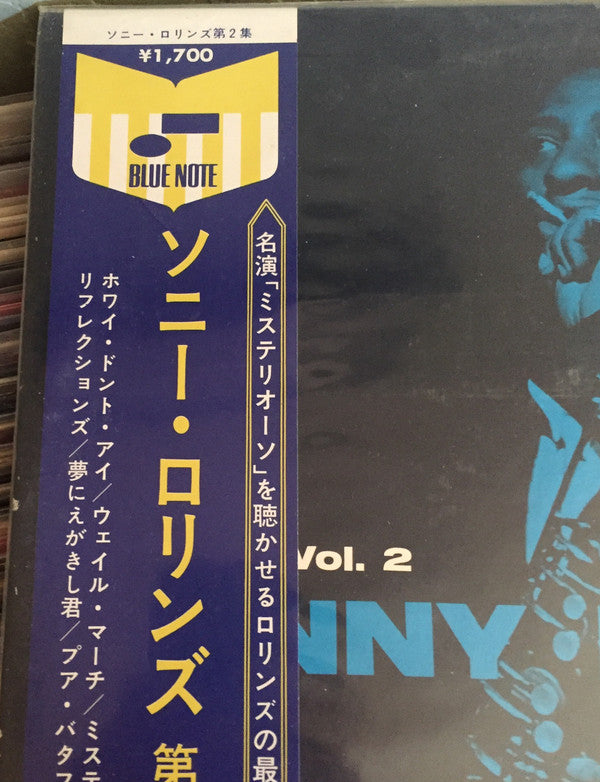 ソニー・ロリンズ第2集
¥1,700
BLUE NOTE
名演「ミステリオーソ」を聴かせるロリンズの最
ソニー・ロリンズ 第
ホワイ・ドント・アイ/ウェイル・マーチ/ミステ
リフレクションズ/夢にえがきし君/プア・バタフ
Vol. 2
NNY